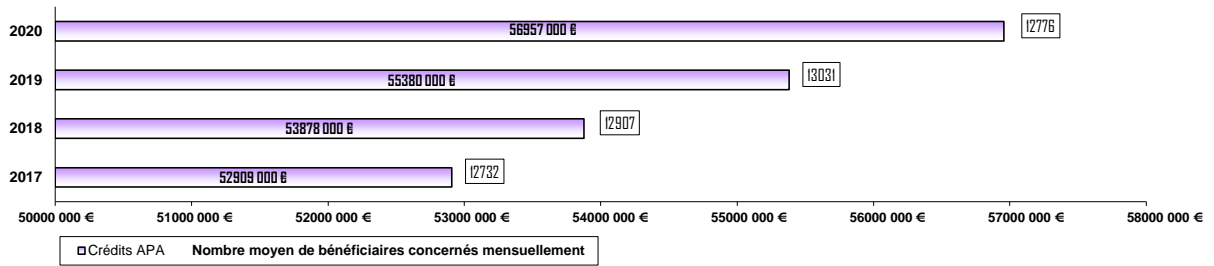 2020 56957 000 € 12776
2019 55380 000 € 13031
2018 53878 000 € 12907
2017 52909 000 € 12732
50000 000 € 51000 000 € 52000 000 € 53000 000 € 54000 000 € 55000 000 € 56000 000 € 57000 000 € 58000 000 €
Crédits APA Nombre moyen de bénéficiaires concernés mensuellement